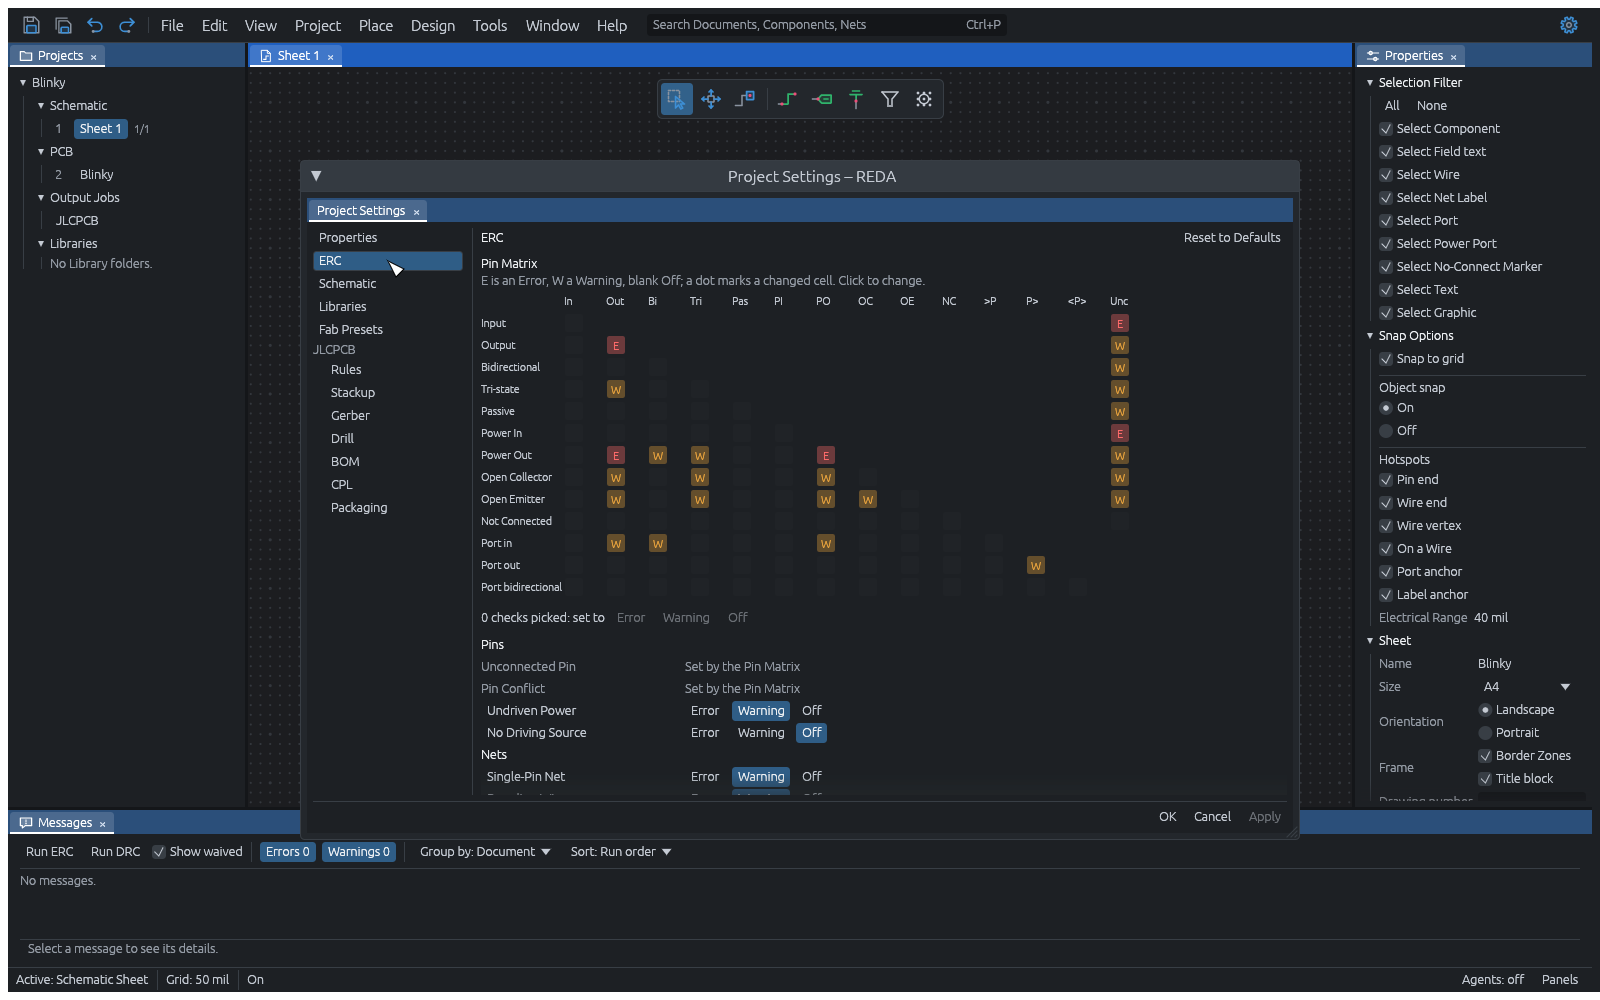 File Edit View Project Place Design Tools Window Help Search Documents, Components, Nets Ctrl+P
Projects ×
Sheet 1 ×
Properties ×
Blinky
Schematic
1 Sheet 1 1/1
PCB
2 Blinky
Output Jobs
JLCPCB
Libraries
No Library folders.
Project Settings – REDA
Project Settings ×
Properties
ERC
Schematic
Libraries
Fab Presets
JLCPCB
Rules
Stackup
Gerber
Drill
BOM
CPL
Packaging
ERC Reset to Defaults
Pin Matrix
E is an Error, W a Warning, blank Off; a dot marks a changed cell. Click to change.
In Out Bi Tri Pas PI PO OC OE NC >P P> <P> Unc
Input E
Output E W
Bidirectional W
Tri-state W W
Passive W
Power In E
Power Out E W W E W
Open Collector W W W W
Open Emitter W W W W W
Not Connected
Port in W W W
Port out W
Port bidirectional
0 checks picked: set to Error Warning Off
Pins
Unconnected Pin Set by the Pin Matrix
Pin Conflict Set by the Pin Matrix
Undriven Power Error Warning Off
No Driving Source Error Warning Off
Nets
Single-Pin Net Error Warning Off
OK Cancel Apply
Selection Filter
All None
Select Component
Select Field text
Select Wire
Select Net Label
Select Port
Select Power Port
Select No-Connect Marker
Select Text
Select Graphic
Snap Options
Snap to grid
Object snap
On
Off
Hotspots
Pin end
Wire end
Wire vertex
On a Wire
Port anchor
Label anchor
Electrical Range 40 mil
Sheet
Name Blinky
Size A4
Orientation Landscape
Portrait
Frame Border Zones
Title block
Drawing number
Messages ×
Run ERC Run DRC Show waived Errors 0 Warnings 0 Group by: Document Sort: Run order
No messages.
Select a message to see its details.
Active: Schematic Sheet Grid: 50 mil On Agents: off Panels